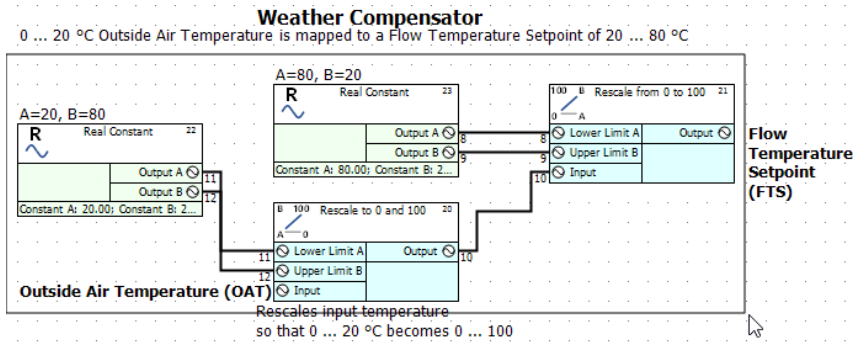 Weather Compensator
0 ... 20 ºC Outside Air Temperature is mapped to a Flow Temperature Setpoint of 20 ... 80 ºC
A=80, B=20
R Real Constant 23
Output A 8
Output B 9
Constant A: 80.00; Constant B: 2...
100 B Rescale from 0 to 100 21
0 A
8 Lower Limit A Output
9 Upper Limit B
10 Input
Flow
Temperature
Setpoint
(FTS)
A=20, B=80
R Real Constant 22
Output A 11
Output B 12
Constant A: 20.00; Constant B: 2...
B 100 Rescale to 0 and 100 20
A 0
11 Lower Limit A Output 10
12 Upper Limit B
Outside Air Temperature (OAT) Input
Rescales input temperature
so that 0 ... 20 ºC becomes 0 ... 100